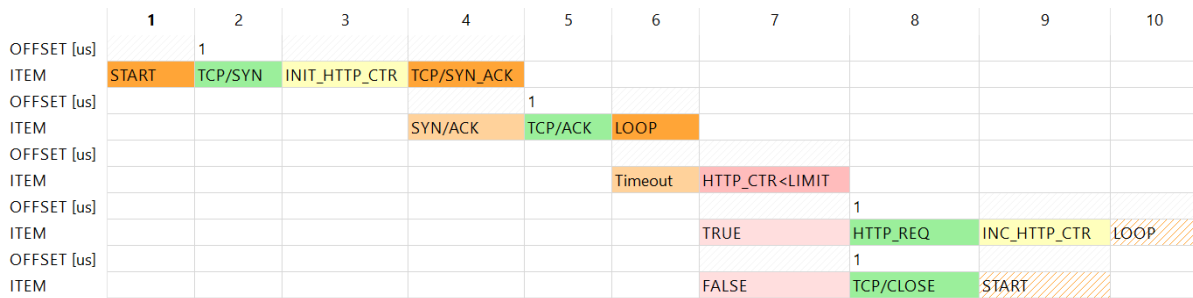 1 2 3 4 5 6 7 8 9 10
OFFSET [us] 1
ITEM START TCP/SYN INIT_HTTP_CTR TCP/SYN_ACK
OFFSET [us] 1
ITEM SYN/ACK TCP/ACK LOOP
OFFSET [us]
ITEM Timeout HTTP_CTR<LIMIT
OFFSET [us] 1
ITEM TRUE HTTP_REQ INC_HTTP_CTR LOOP
OFFSET [us] 1
ITEM FALSE TCP/CLOSE START